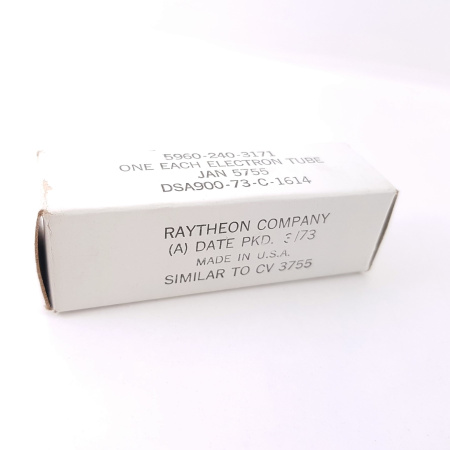 5960-240-3171
ONE EACH ELECTRON TUBE
JAN 5755
DSA900-73-C-1614
RAYTHEON COMPANY
(A) DATE PKD. 3/73
MADE IN U.S.A.
SIMILAR TO CV 3755